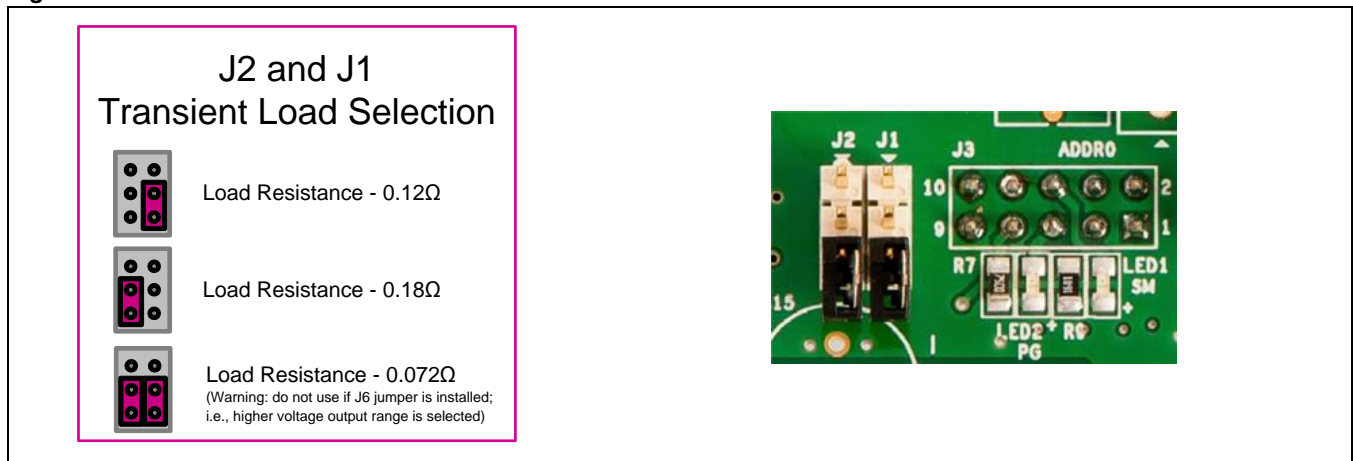 J2 and J1
Transient Load Selection
Load Resistance - 0.12Ω
Load Resistance - 0.18Ω
Load Resistance - 0.072Ω
(Warning: do not use if J6 jumper is installed;
i.e., higher voltage output range is selected)
J2 J1
J3 ADDR0
10 2
9 1
R7 LED1
SM
15
+
LED2 + R9
PG